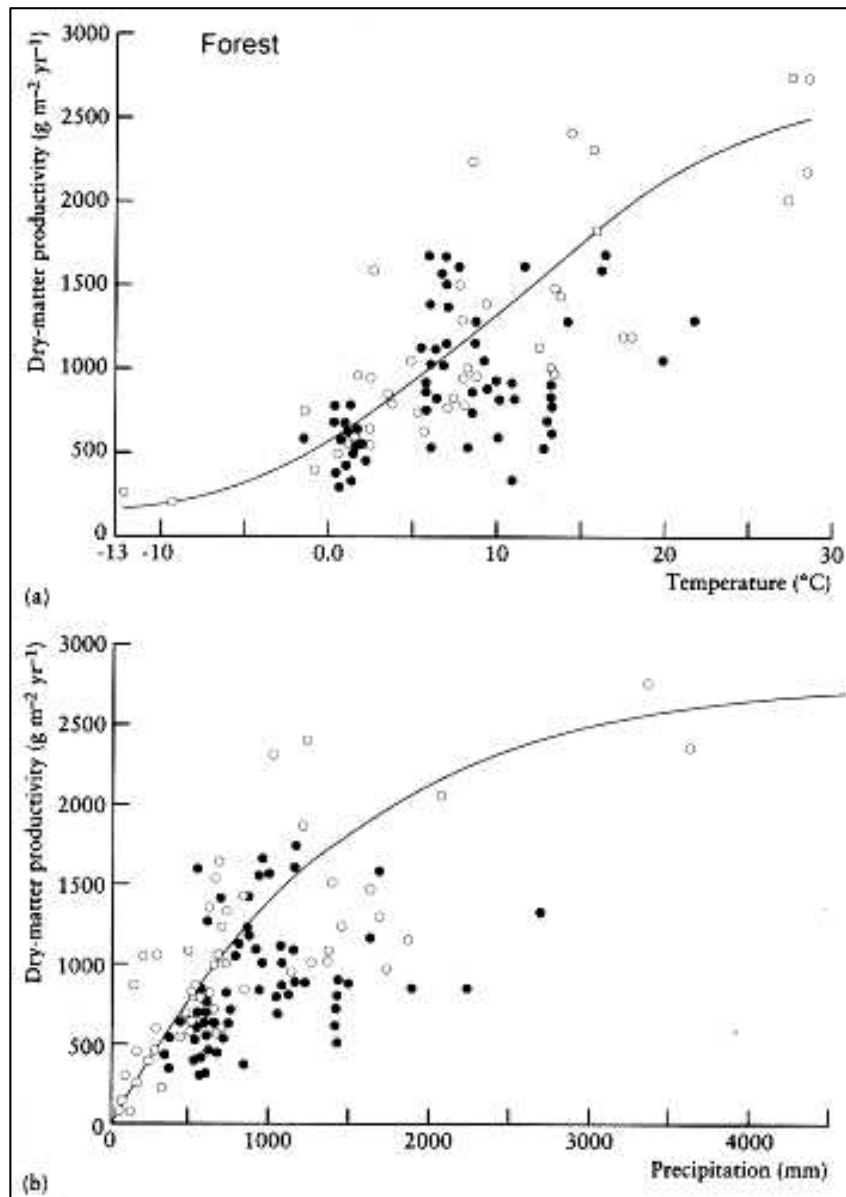 Forest
Dry-matter productivity (g m⁻² yr⁻¹)
3000
2500
2000
1500
1000
500
0
-13 -10 0.0 10 20 30
Temperature (°C)
(a)
Dry-matter productivity (g m⁻² yr⁻¹)
3000
2500
2000
1500
1000
500
0
0 1000 2000 3000 4000
Precipitation (mm)
(b)